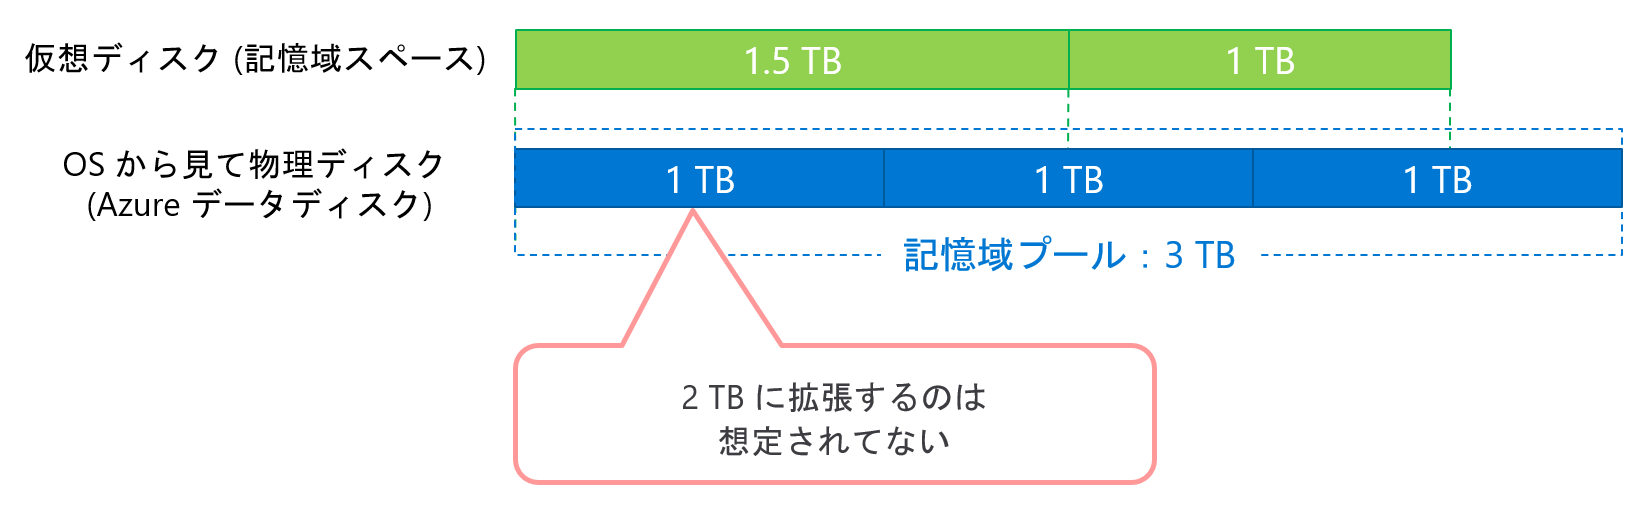 仮想ディスク (記憶域スペース)
1.5 TB
1 TB
OS から見て物理ディスク
(Azure データディスク)
1 TB
1 TB
1 TB
記憶域プール：3 TB
2 TB に拡張するのは
想定されてない